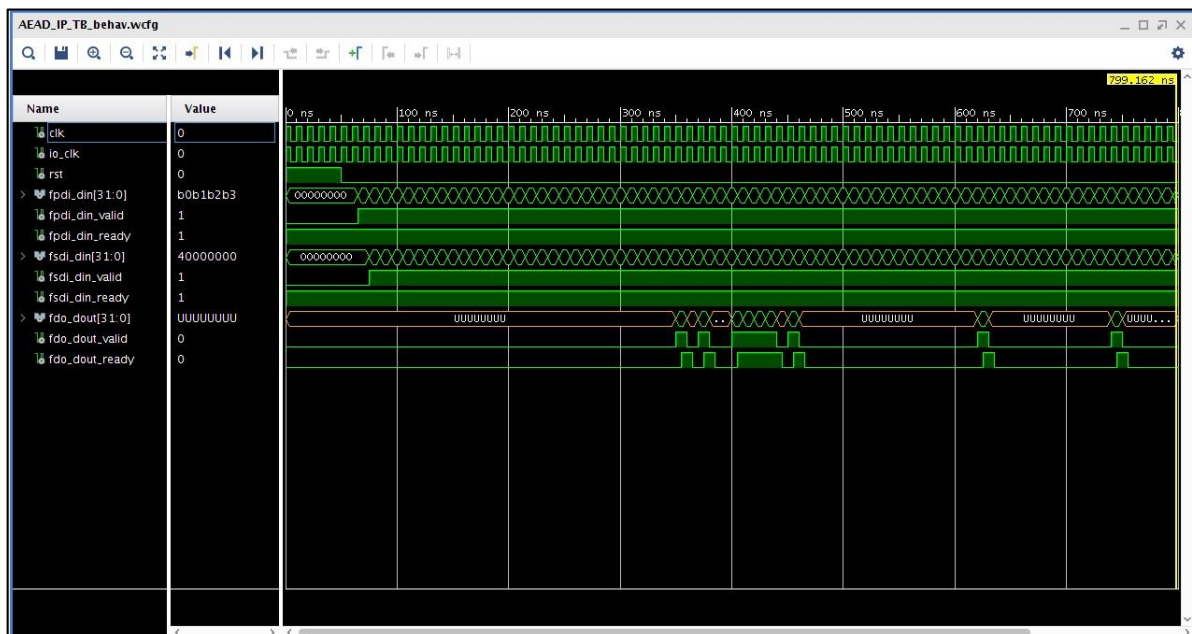 AEAD_IP_TB_behav.wcfg
799.162 ns
Name Value
0 ns 100 ns 200 ns 300 ns 400 ns 500 ns 600 ns 700 ns
clk 0
io_clk 0
rst 0
fpdi_din[31:0] b0b1b2b3 00000000
fpdi_din_valid 1
fpdi_din_ready 1
fsdi_din[31:0] 40000000 00000000
fsdi_din_valid 1
fsdi_din_ready 1
fdo_dout[31:0] UUUUUUUU UUUUUUUU .. UUUUUUUU UUUUUUUU UUUU...
fdo_dout_valid 0
fdo_dout_ready 0